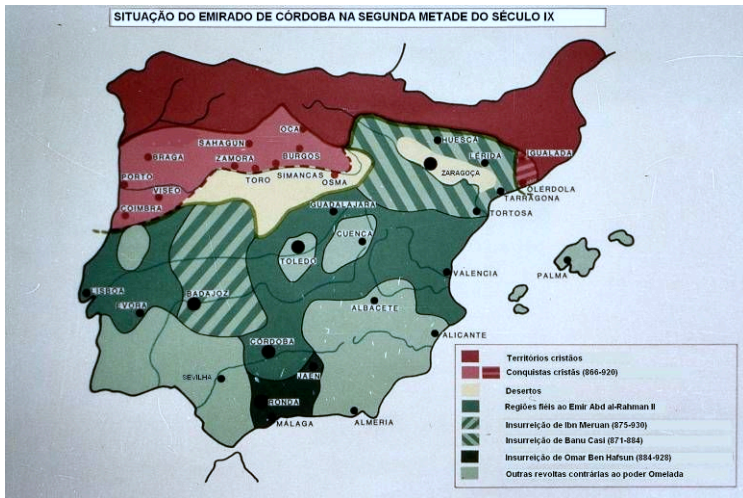 SITUAÇÃO DO EMIRADO DE CÓRDOBA NA SEGUNDA METADE DO SÉCULO IX
OCA
SAHAGUN
HUESCA
BRAGA
ZAMORA
BURGOS
LÉRIDA
IGUALADA
TORO
SIMANCAS
OSMA
ZARAGOÇA
PORTO
VISEO
OLERDOLA
TARRAGONA
COIMBRA
GUADALAJARA
TORTOSA
CUENCA
TOLEDO
VALENCIA
PALMA
LISBOA
EVORA
BADAJOZ
ALBACETE
ALICANTE
CORDOBA
JAEN
SEVILHA
RONDA
MÁLAGA
ALMERIA
Territórios cristãos
Conquistas cristãs (866-920)
Desertos
Regiões fiéis ao Emir Abd al-Rahman II
Insurreição de Ibn Meruan (875-930)
Insurreição de Banu Casi (871-884)
Insurreição de Omar Ben Hafsun (884-928)
Outras revoltas contrárias ao poder Omeiada